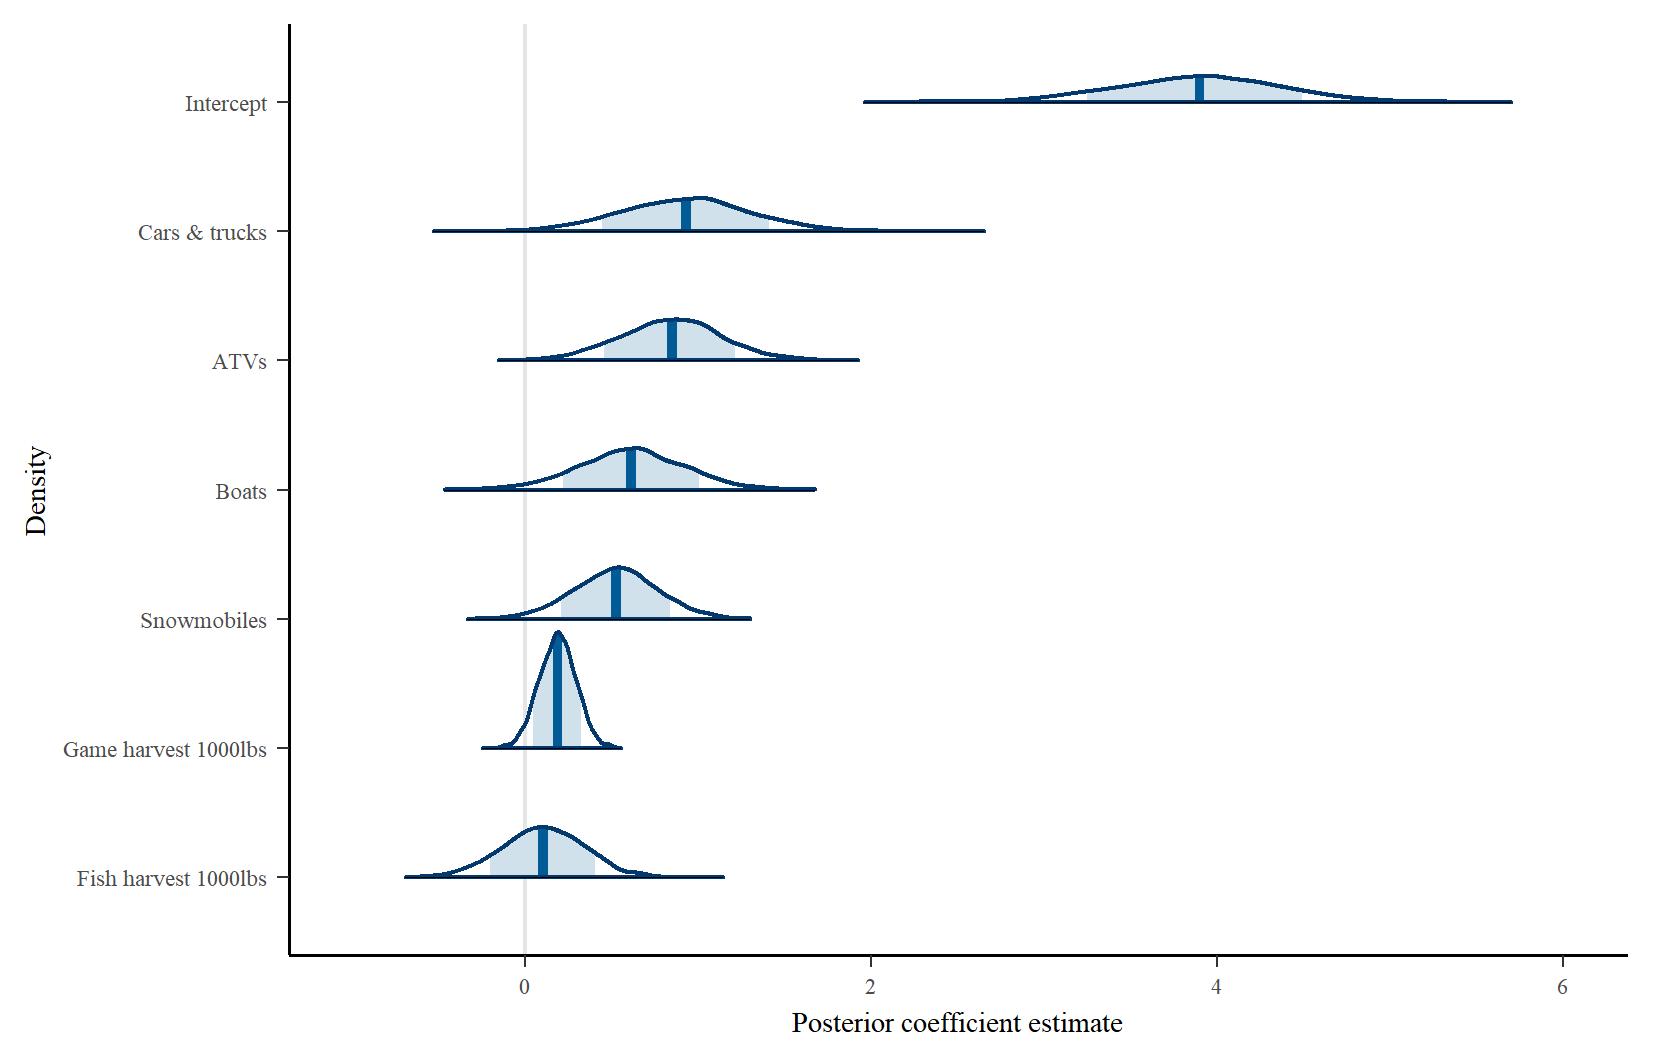 Intercept
Cars & trucks
ATVs
Boats
Snowmobiles
Game harvest 1000lbs
Fish harvest 1000lbs
Density
0 2 4 6
Posterior coefficient estimate